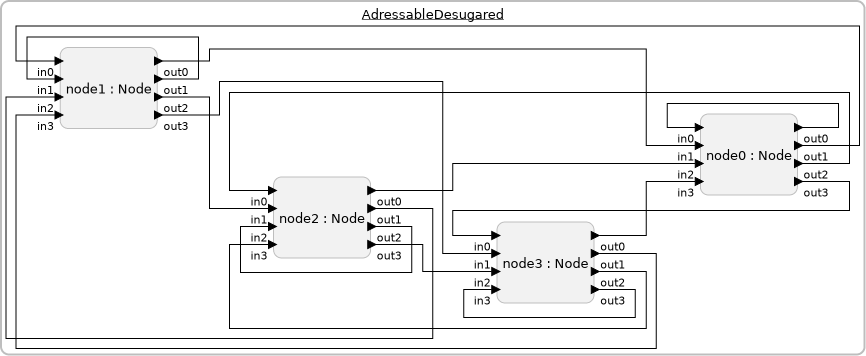 AdressableDesugared
node1 : Node
in0
in1
in2
in3
out0
out1
out2
out3
node0 : Node
in0
in1
in2
in3
out0
out1
out2
out3
node2 : Node
in0
in1
in2
in3
out0
out1
out2
out3
node3 : Node
in0
in1
in2
in3
out0
out1
out2
out3